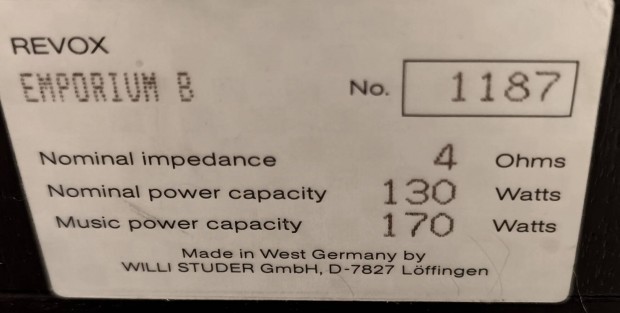 REVOX
EMPORIUM B No. 1187
Nominal impedance 4 Ohms
Nominal power capacity 130 Watts
Music power capacity 170 Watts
Made in West Germany by
WILLI STUDER GmbH, D-7827 Löffingen